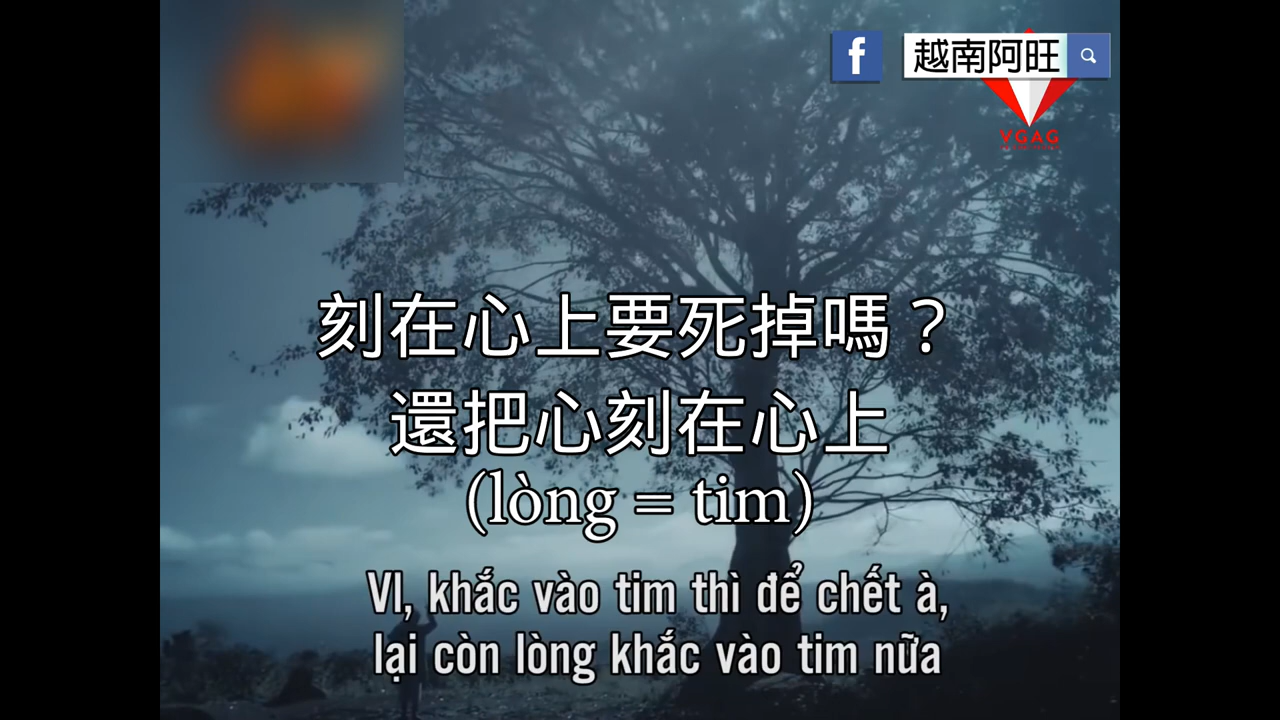 f
越南阿旺
VGAG
刻在心上要死掉嗎？
還把心刻在心上
(lòng = tim)
Vl, khắc vào tim thì để chết à,
lại còn lòng khắc vào tim nữa